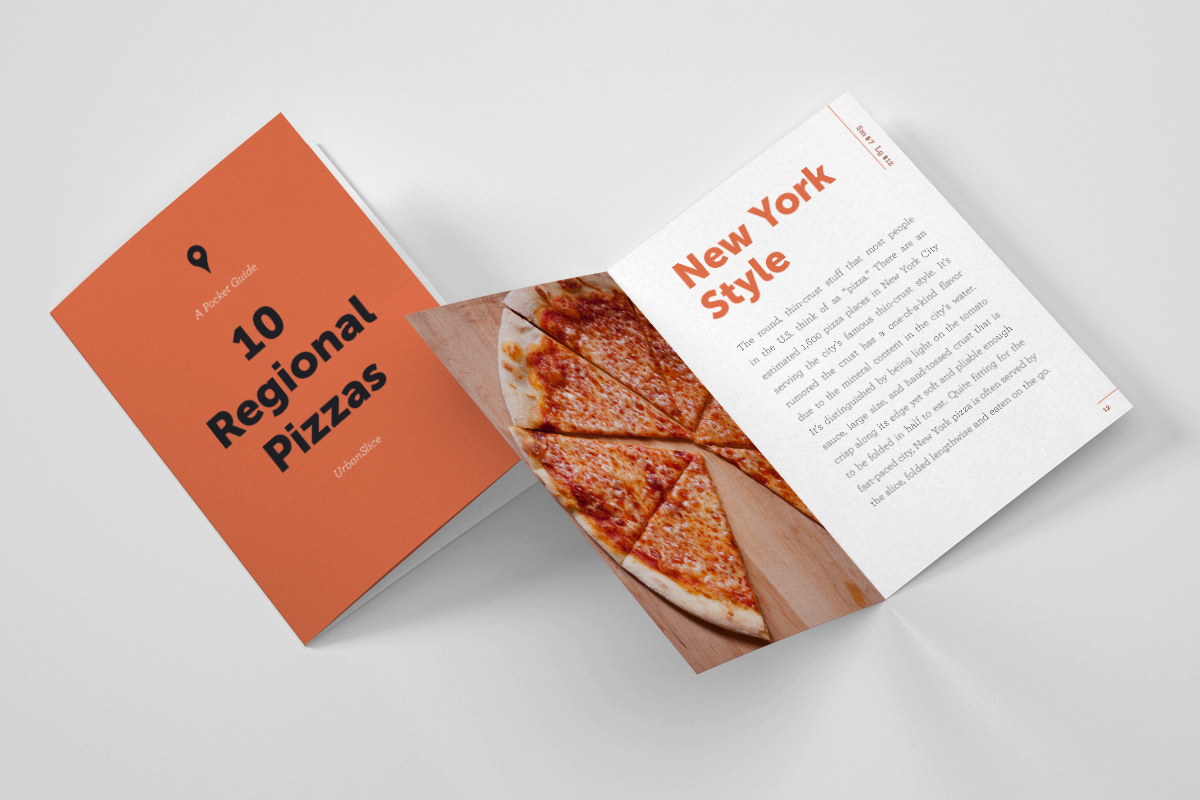 A Pocket Guide
10
Regional
Pizzas
UrbanSlice
Sm $7 Lg $12
New York
Style
The round, thin-crust stuff that most people
in the U.S. think of as “pizza.” There are an
estimated 1,600 pizza places in New York City
serving the city’s famous thin-crust style. It’s
rumored the crust has a one-of-a-kind flavor
due to the mineral content in the city’s water.
It’s distinguished by being light on the tomato
sauce, large size, and hand-tossed crust that is
crisp along its edge yet soft and pliable enough
to be folded in half to eat. Quite fitting for the
fast-paced city, New York pizza is often served by
the slice, folded lengthwise and eaten on the go.
12